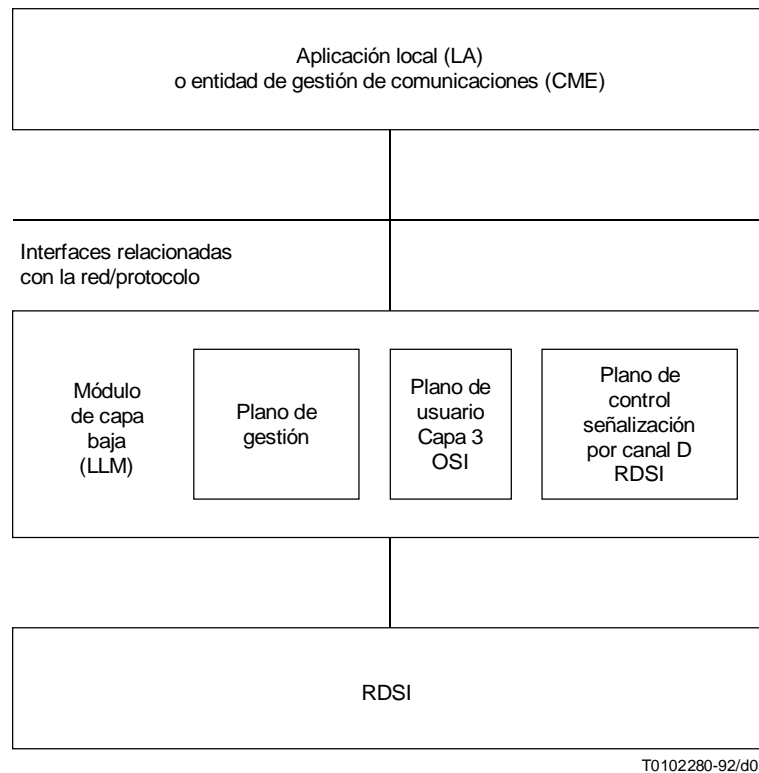 Aplicación local (LA)
o entidad de gestión de comunicaciones (CME)
Interfaces relacionadas
con la red/protocolo
Módulo
de capa
baja
(LLM)
Plano de
gestión
Plano de
usuario
Capa 3
OSI
Plano de
control
señalización
por canal D
RDSI
RDSI
T0102280-92/d0